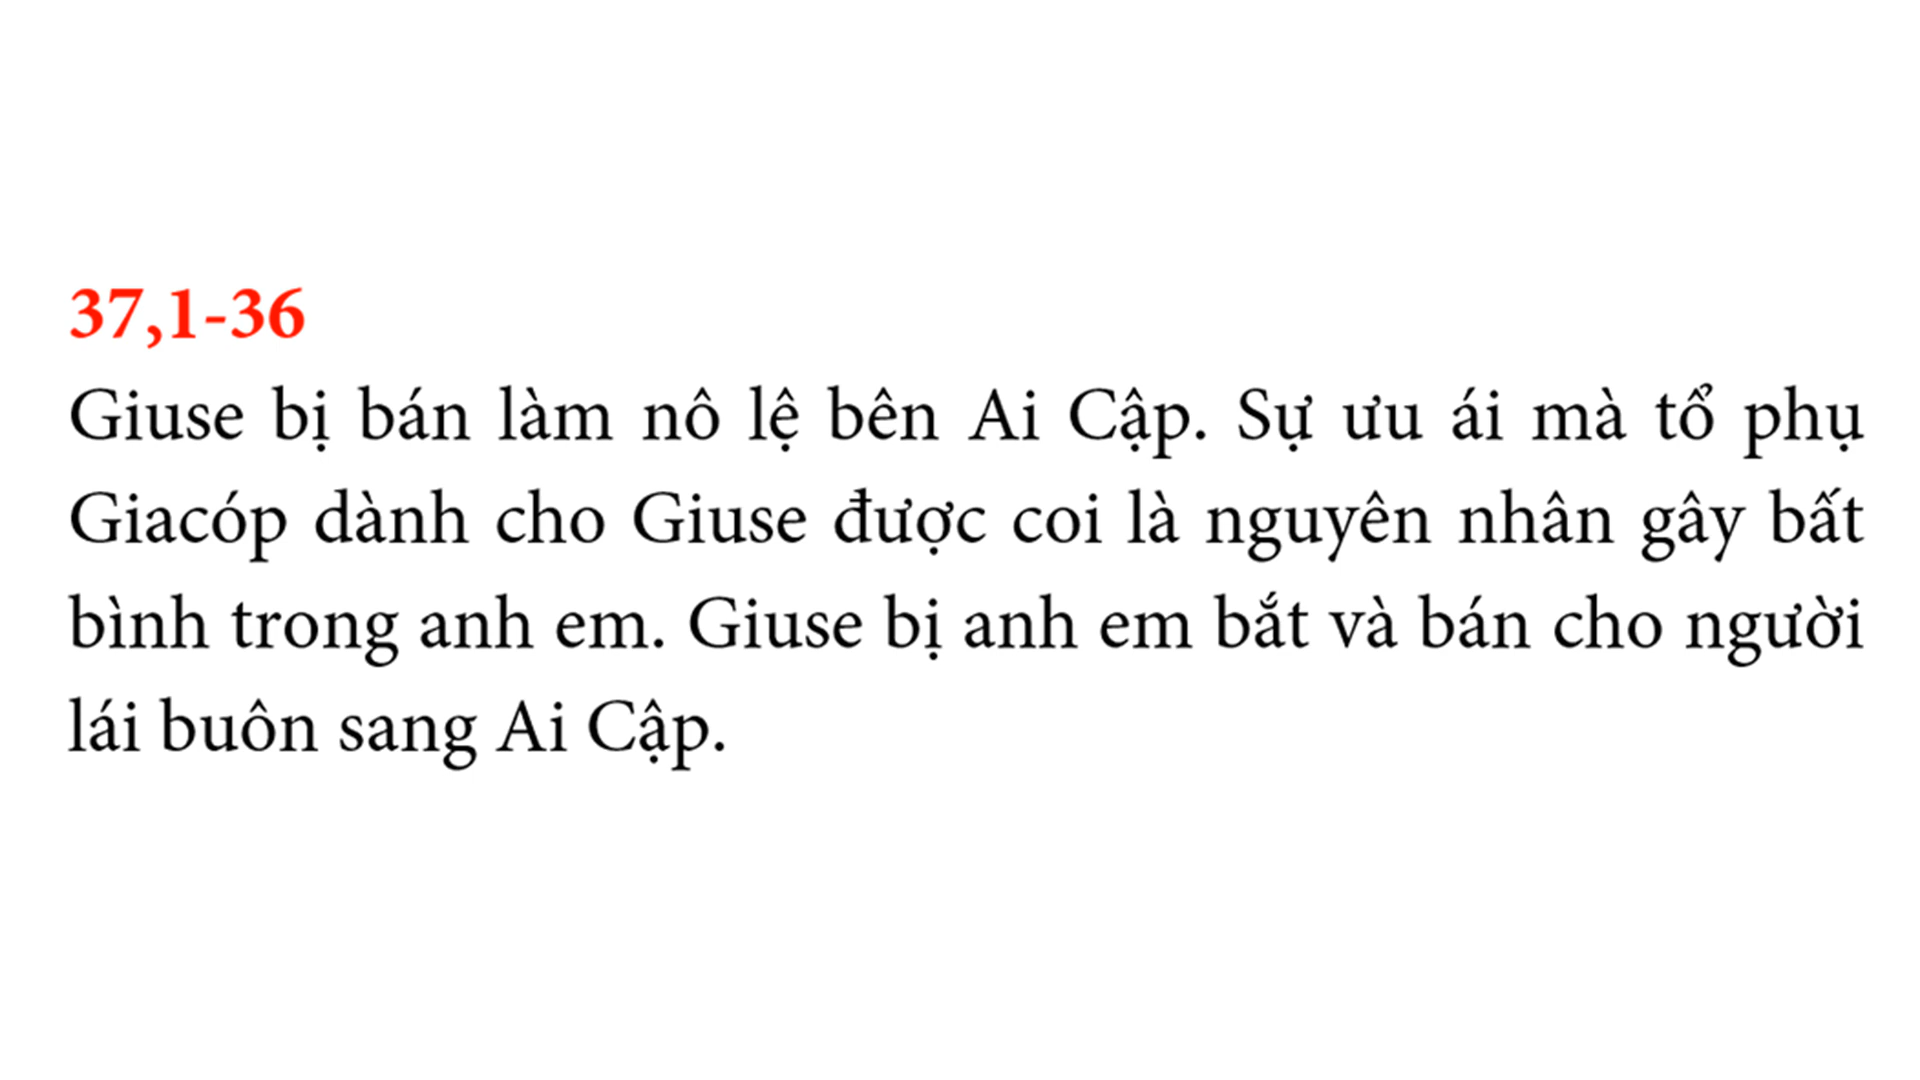 37,1-36
Giuse bị bán làm nô lệ bên Ai Cập. Sự ưu ái mà tổ phụ
Giacóp dành cho Giuse được coi là nguyên nhân gây bất
bình trong anh em. Giuse bị anh em bắt và bán cho người
lái buôn sang Ai Cập.